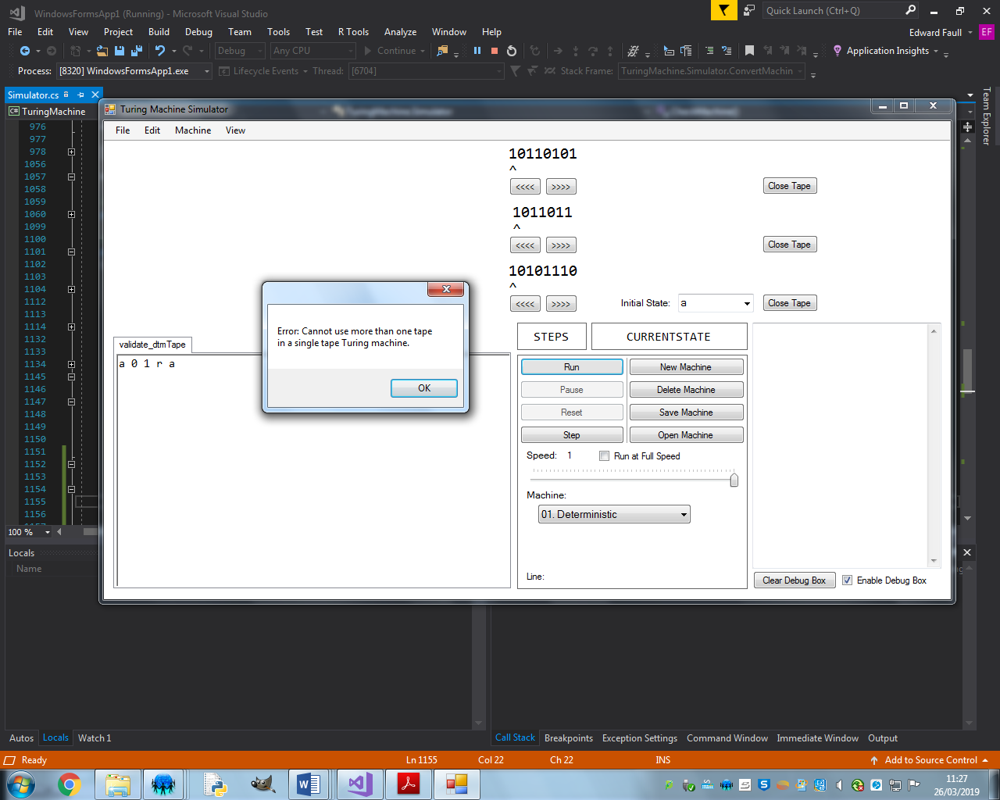 WindowsFormsApp1 (Running) - Microsoft Visual Studio
Quick Launch (Ctrl+Q)
File Edit View Project Build Debug Team Tools Test R Tools Analyze Window Help
Edward Faull EF
Debug Any CPU Continue Application Insights
Process: [8320] WindowsFormsApp1.exe Lifecycle Events Thread: [6704] Stack Frame: TuringMachine.Simulator.ConvertMachin
Simulator.cs
C# TuringMachine
Team Explorer
976
977
978
1056
1057
1058
1059
1060
1099
1100
1101
1102
1103
1104
1112
1113
1114
1132
1133
1134
1145
1146
1147
1148
1149
1150
1151
1152
1153
1154
1155
1156
100 %
Turing Machine Simulator
File Edit Machine View
10110101
^
<<<< >>>> Close Tape
1011011
^
<<<< >>>> Close Tape
10101110
^
<<<< >>>> Initial State: a Close Tape
Error: Cannot use more than one tape
in a single tape Turing machine.
OK
validate_dtmTape
a 0 1 r a
STEPS CURRENTSTATE
Run New Machine
Pause Delete Machine
Reset Save Machine
Step Open Machine
Speed: 1 Run at Full Speed
Machine:
01. Deterministic
Line:
Clear Debug Box Enable Debug Box
Locals
Name
Autos Locals Watch 1
Call Stack Breakpoints Exception Settings Command Window Immediate Window Output
Ready Ln 1155 Col 22 Ch 22 INS Add to Source Control
11:27
26/03/2019